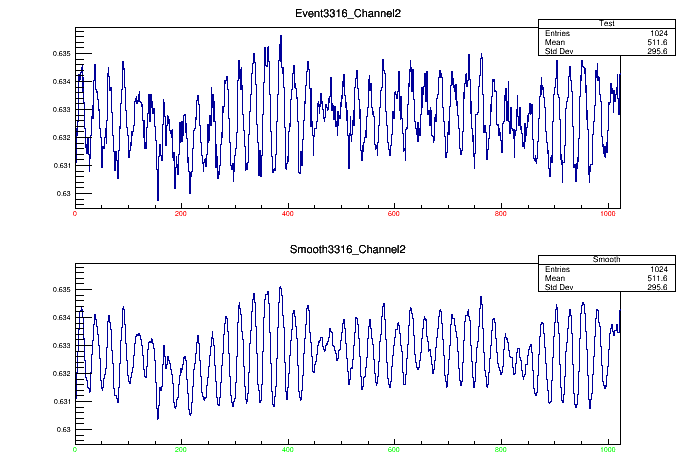 Event3316_Channel2
Test
Entries 1024
Mean 511.6
Std Dev 295.6
0.635
0.634
0.633
0.632
0.631
0.63
0 200 400 600 800 1000
Smooth3316_Channel2
Smooth
Entries 1024
Mean 511.6
Std Dev 295.6
0.635
0.634
0.633
0.632
0.631
0.63
0 200 400 600 800 1000